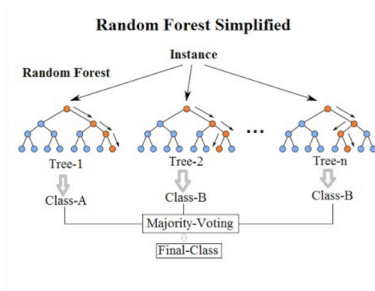 Random Forest Simplified
Instance
Random Forest
...
Tree-1 Tree-2 Tree-n
Class-A Class-B Class-B
Majority-Voting
Final-Class